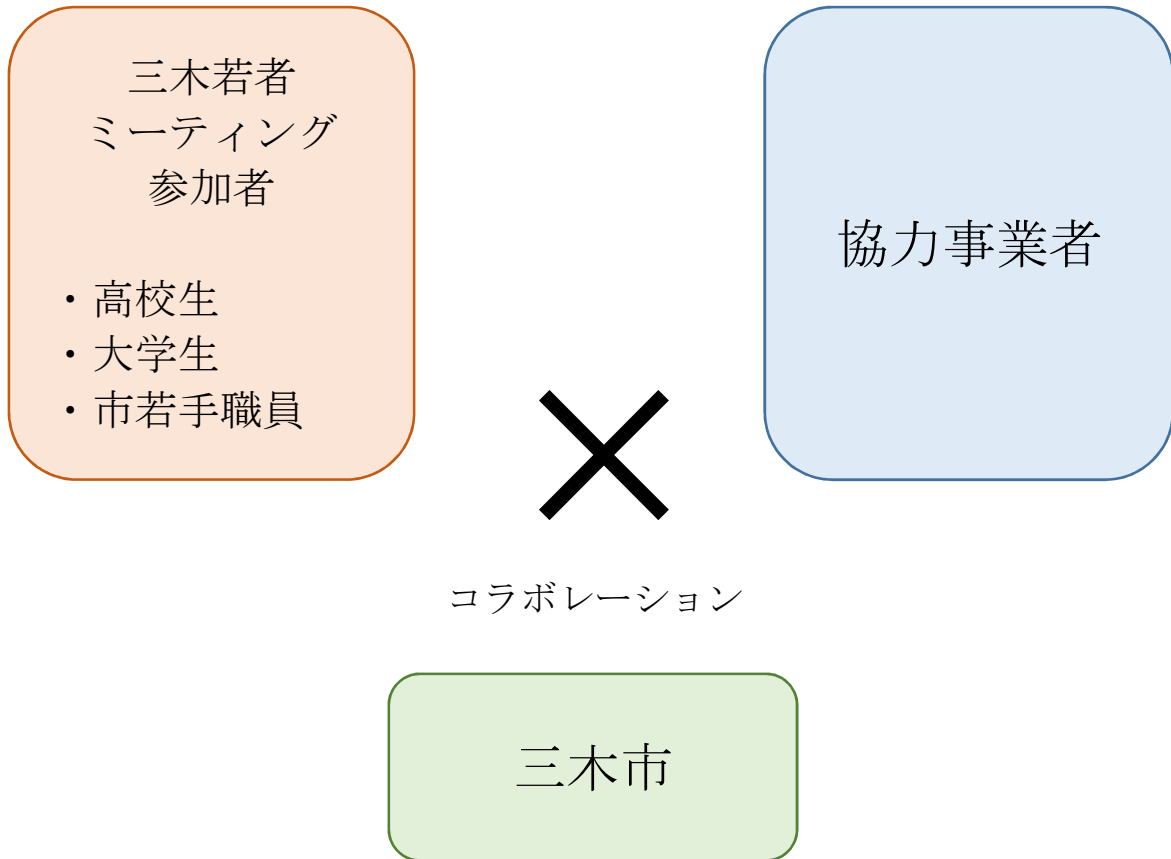 三木若者
ミーティング
参加者
・高校生
・大学生
・市若手職員
協力事業者
コラボレーション
三木市